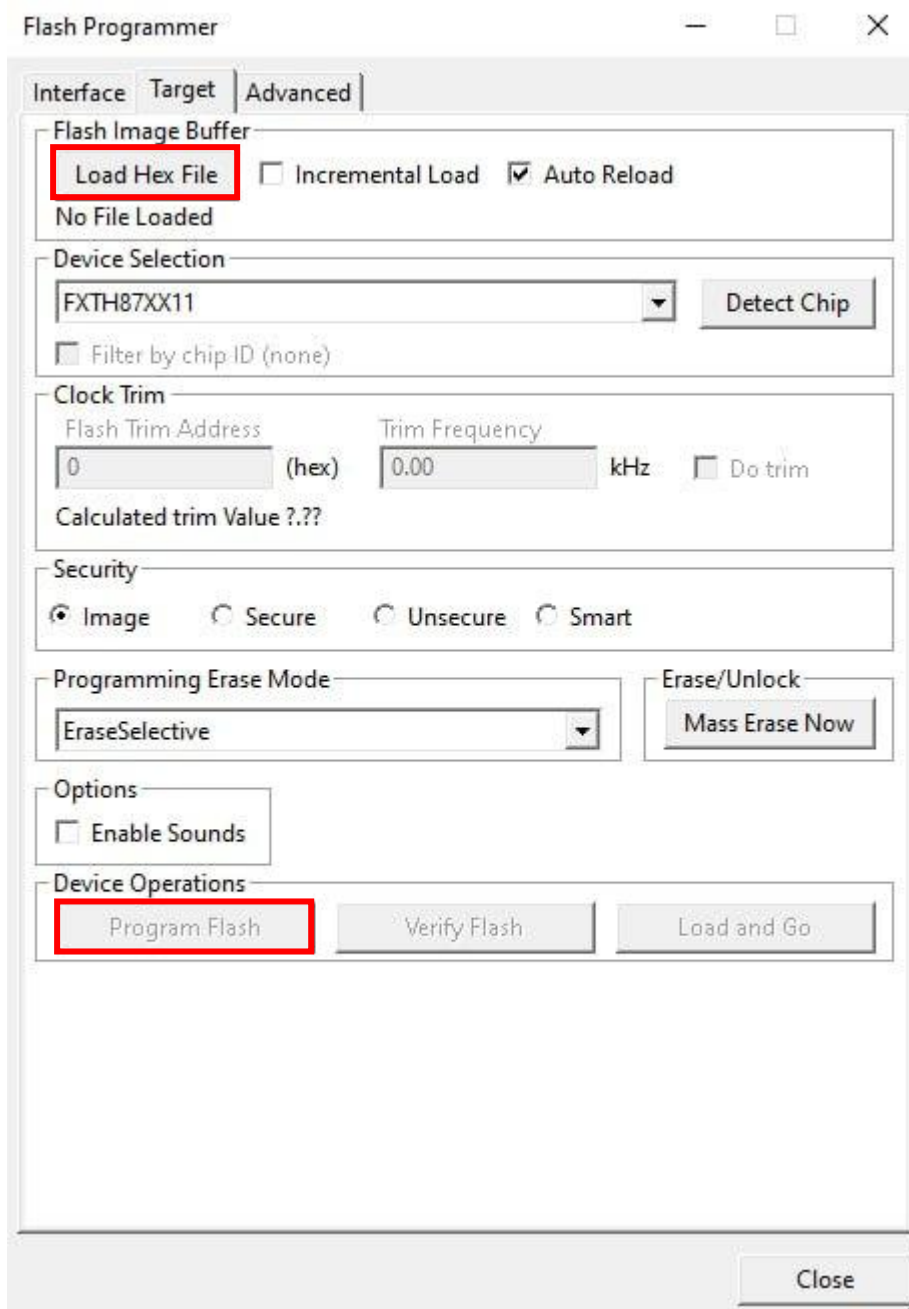 Flash Programmer
Interface Target Advanced
Flash Image Buffer
Load Hex File Incremental Load Auto Reload
No File Loaded
Device Selection
FXTH87XX11 Detect Chip
Filter by chip ID (none)
Clock Trim
Flash Trim Address Trim Frequency
0 (hex) 0.00 kHz Do trim
Calculated trim Value ?.??
Security
Image Secure Unsecure Smart
Programming Erase Mode Erase/Unlock
EraseSelective Mass Erase Now
Options
Enable Sounds
Device Operations
Program Flash Verify Flash Load and Go
Close